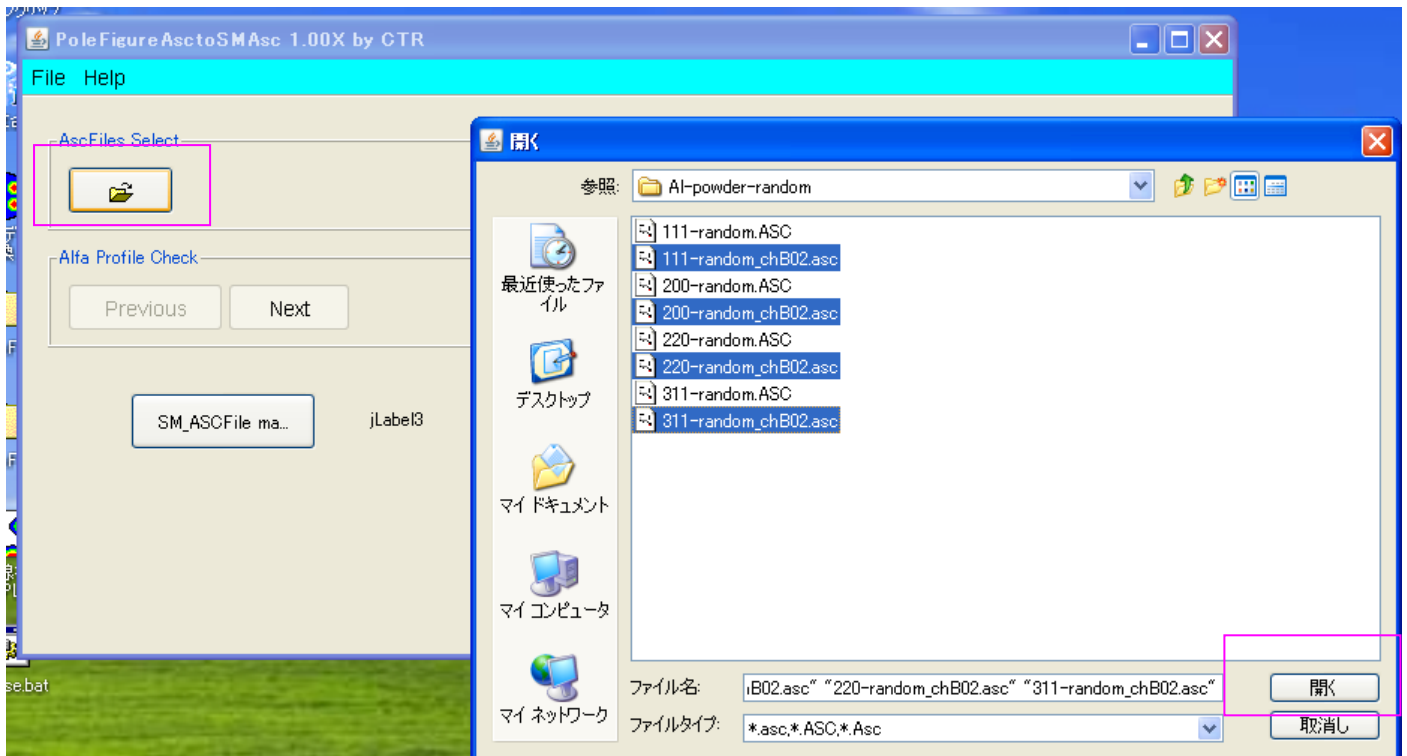 PoleFigureAsctoSMAsc 1.00X by CTR
File Help
AscFiles Select
Alfa Profile Check
Previous
Next
SM_ASCFile ma...
jLabel3
se.bat
開く
参照:
Al-powder-random
最近使ったファ
イル
デスクトップ
マイ ドキュメント
マイ コンピュータ
マイ ネットワーク
111-random.ASC
111-random_chB02.asc
200-random.ASC
200-random_chB02.asc
220-random.ASC
220-random_chB02.asc
311-random.ASC
311-random_chB02.asc
ファイル名:
B02.asc" "220-random_chB02.asc" "311-random_chB02.asc"
開く
ファイルタイプ:
*.asc,*.ASC,*.Asc
取消し